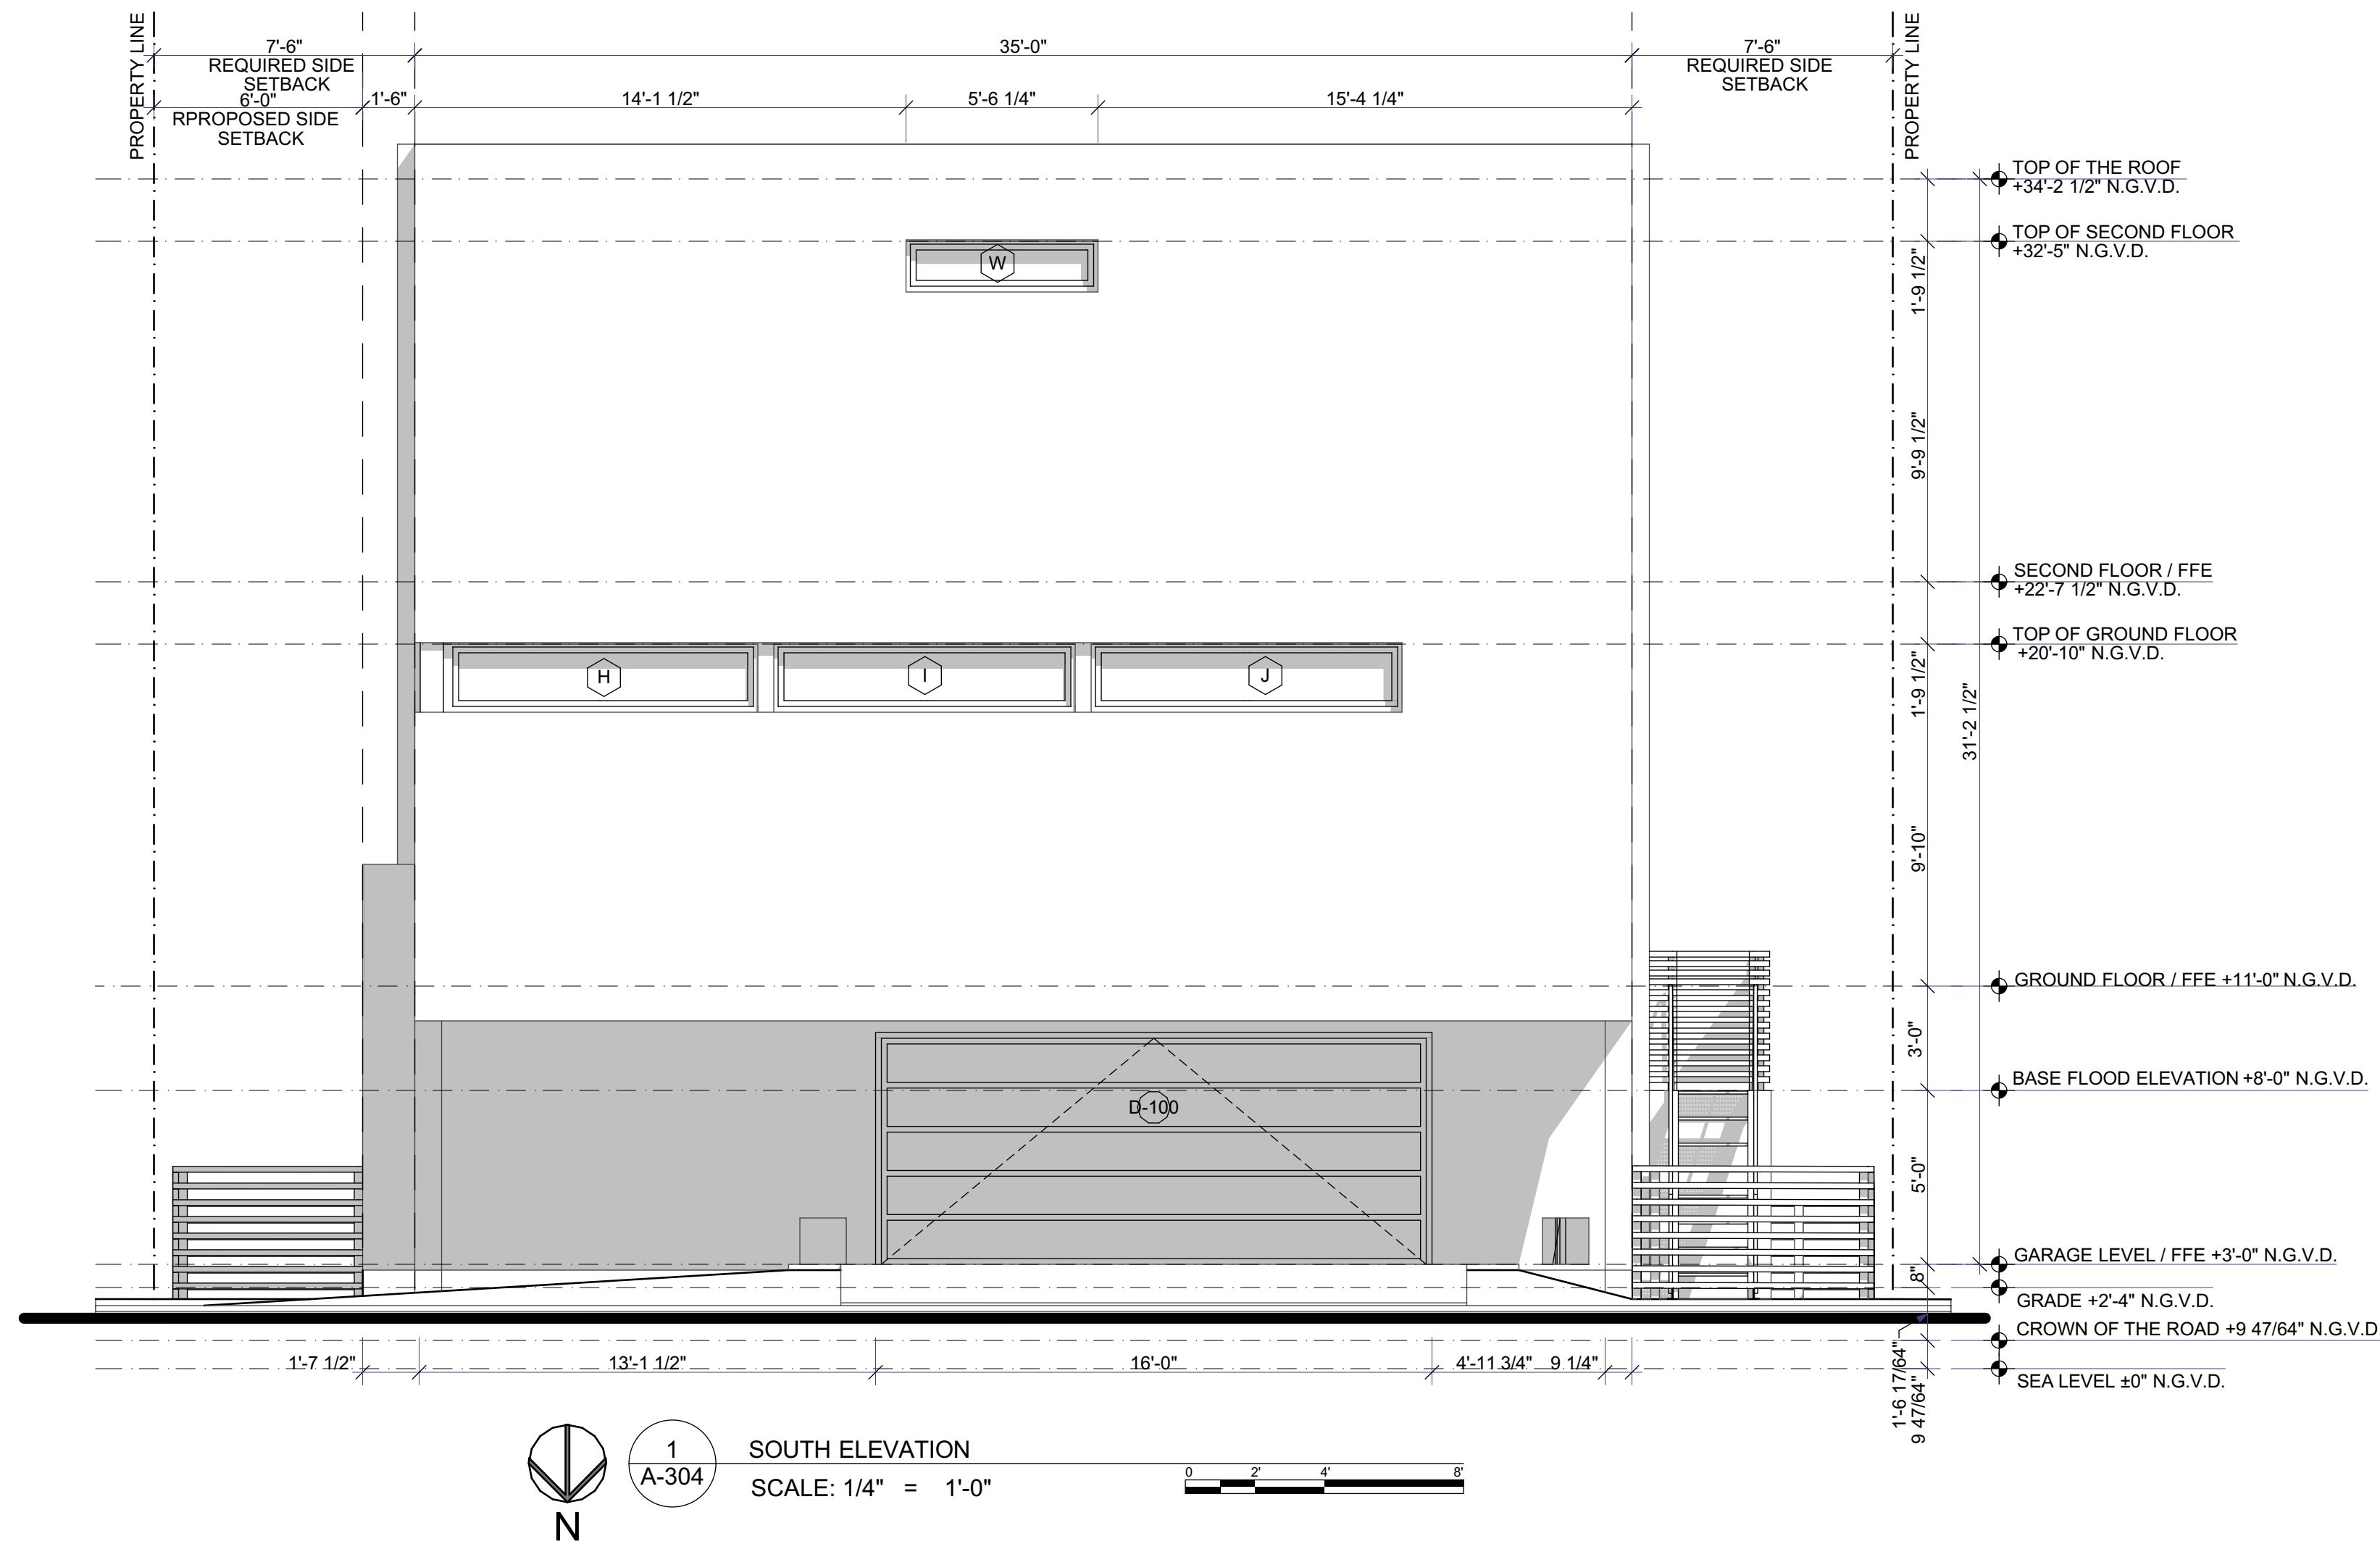 PROPERTY LINE
7'-6"
REQUIRED SIDE
SETBACK
35'-0"
7'-6"
REQUIRED SIDE
SETBACK
PROPERTY LINE
6'-0"
RPROPOSED SIDE
SETBACK
1'-6"
14'-1 1/2"
5'-6 1/4"
15'-4 1/4"
TOP OF THE ROOF
+34'-2 1/2" N.G.V.D.
TOP OF SECOND FLOOR
+32'-5" N.G.V.D.
W
1'-9 1/2"
9'-9 1/2"
SECOND FLOOR / FFE
+22'-7 1/2" N.G.V.D.
TOP OF GROUND FLOOR
+20'-10" N.G.V.D.
H
I
J
1'-9 1/2"
31'-2 1/2"
9'-10"
GROUND FLOOR / FFE +11'-0" N.G.V.D.
3'-0"
BASE FLOOD ELEVATION +8'-0" N.G.V.D.
D-100
5'-0"
GARAGE LEVEL / FFE +3'-0" N.G.V.D.
8"
GRADE +2'-4" N.G.V.D.
CROWN OF THE ROAD +9 47/64" N.G.V.D
1'-7 1/2"
13'-1 1/2"
16'-0"
4'-11 3/4"
9 1/4"
1'-6 17/64"
9 47/64"
SEA LEVEL ±0" N.G.V.D.
1
A-304
SOUTH ELEVATION
SCALE: 1/4" = 1'-0"
0 2' 4' 8'
N